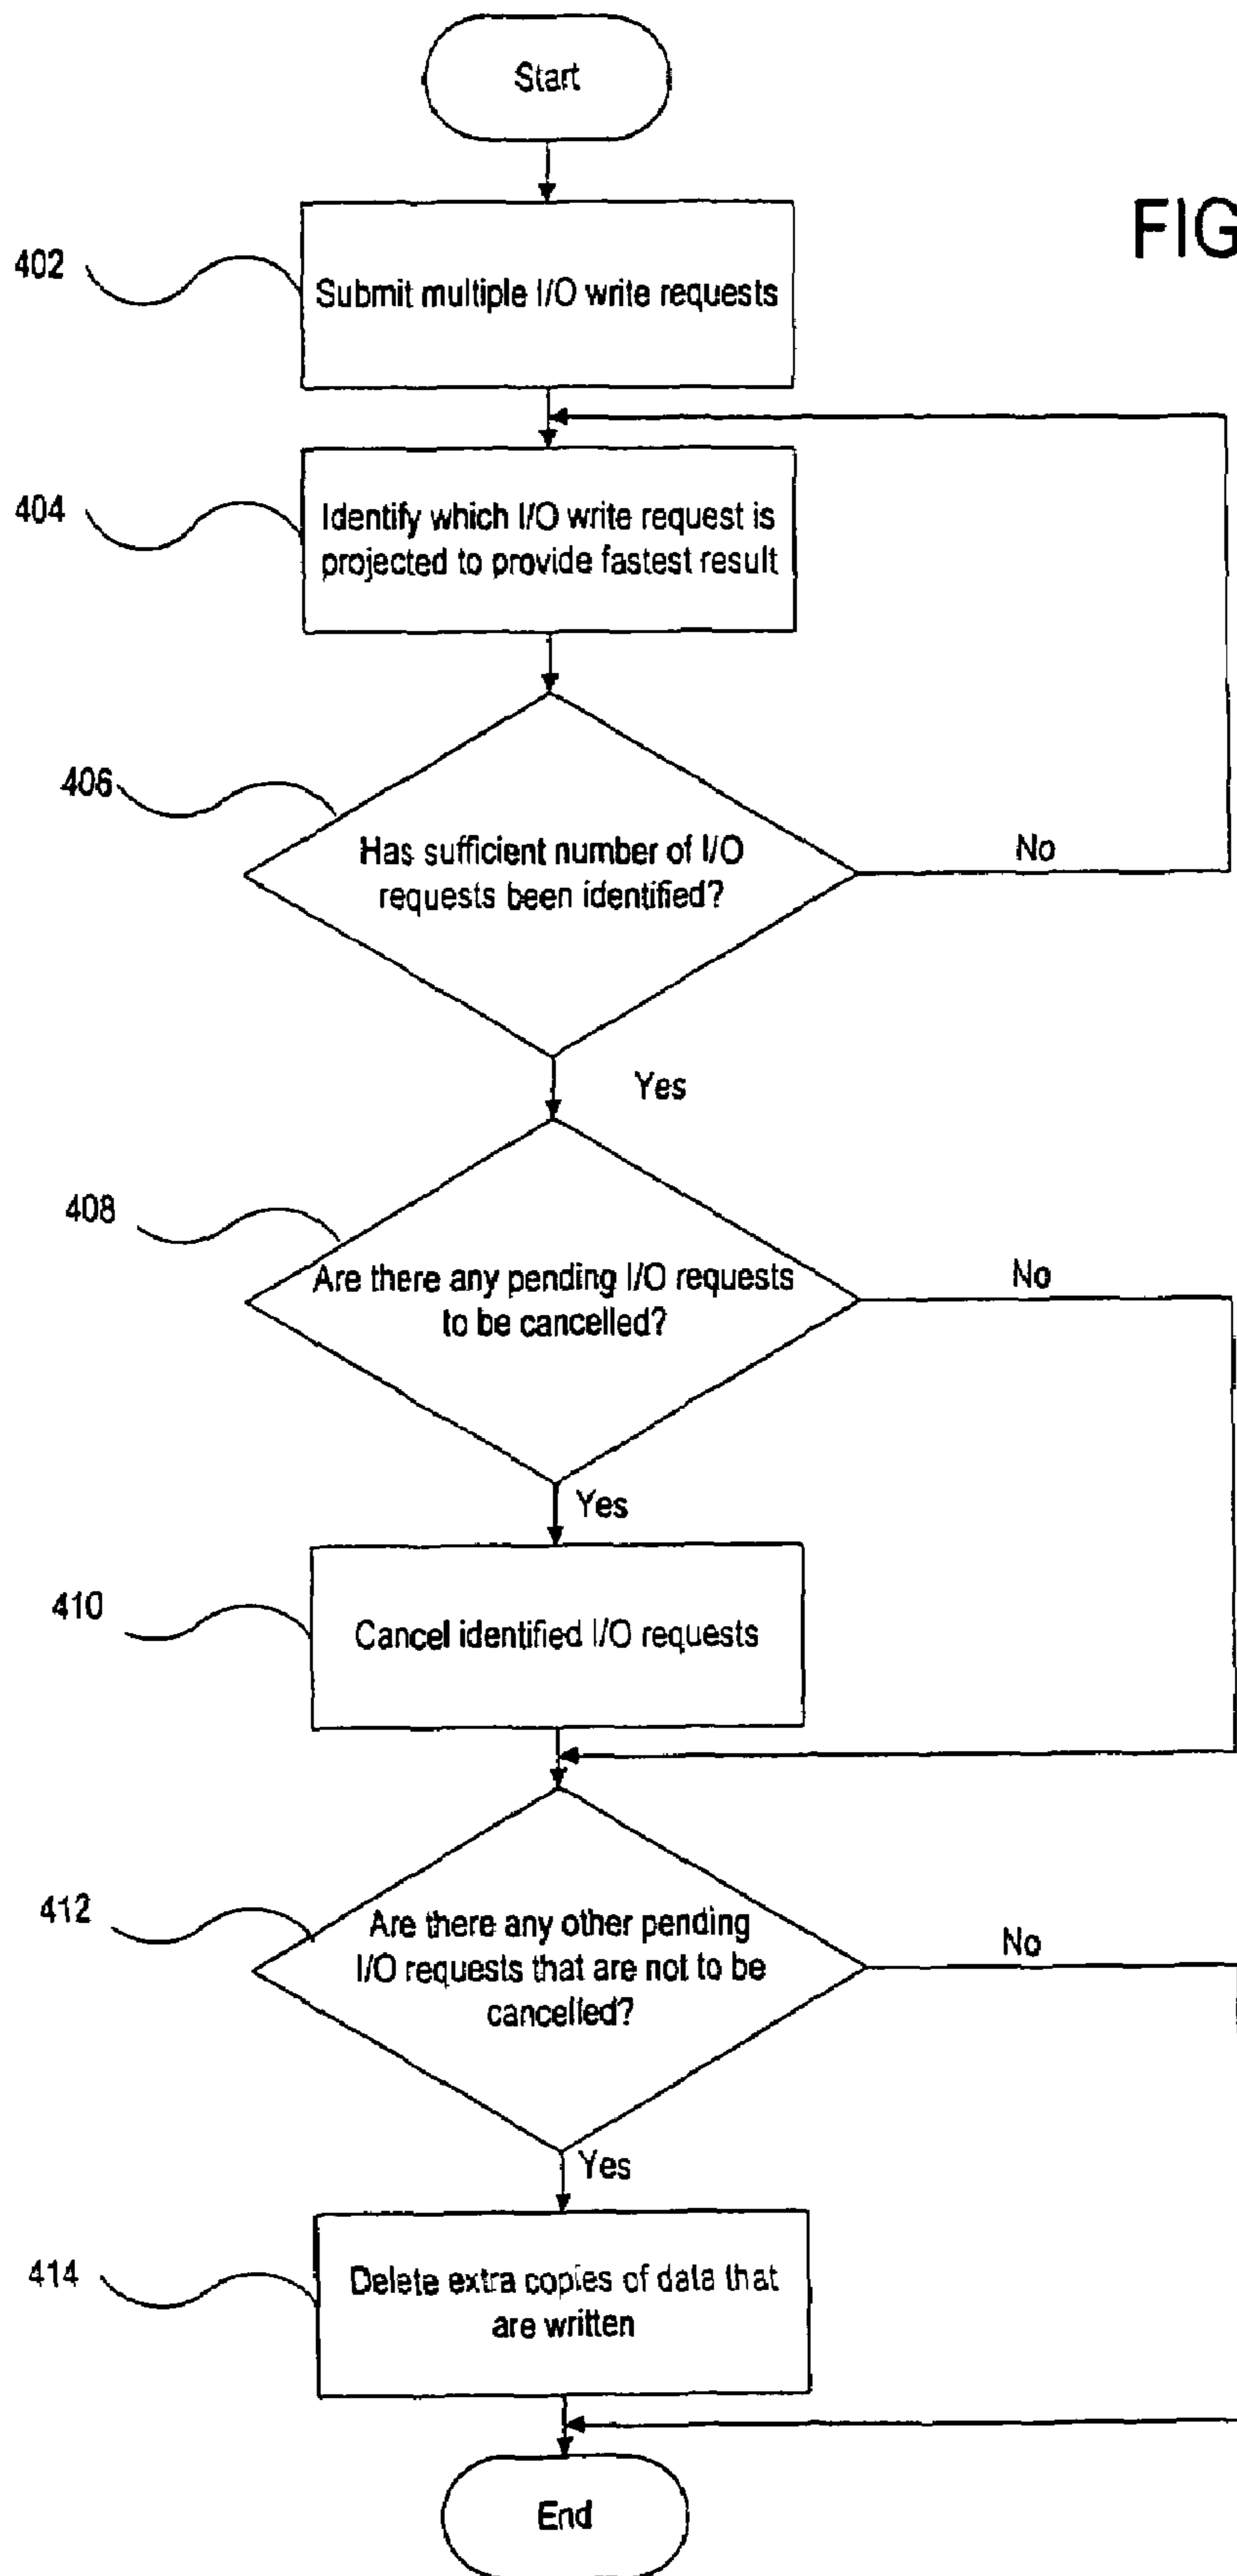 Start
FIG
402
Submit multiple I/O write requests
404
Identify which I/O write request is
projected to provide fastest result
406
Has sufficient number of I/O
requests been identified?
No
Yes
408
Are there any pending I/O requests
to be cancelled?
No
Yes
410
Cancel identified I/O requests
412
Are there any other pending
I/O requests that are not to be
cancelled?
No
Yes
414
Delete extra copies of data that
are written
End